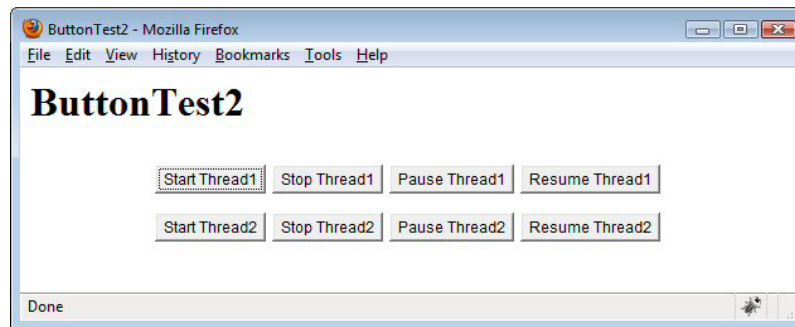 ButtonTest2 - Mozilla Firefox
File Edit View History Bookmarks Tools Help
ButtonTest2
Start Thread1 Stop Thread1 Pause Thread1 Resume Thread1
Start Thread2 Stop Thread2 Pause Thread2 Resume Thread2
Done